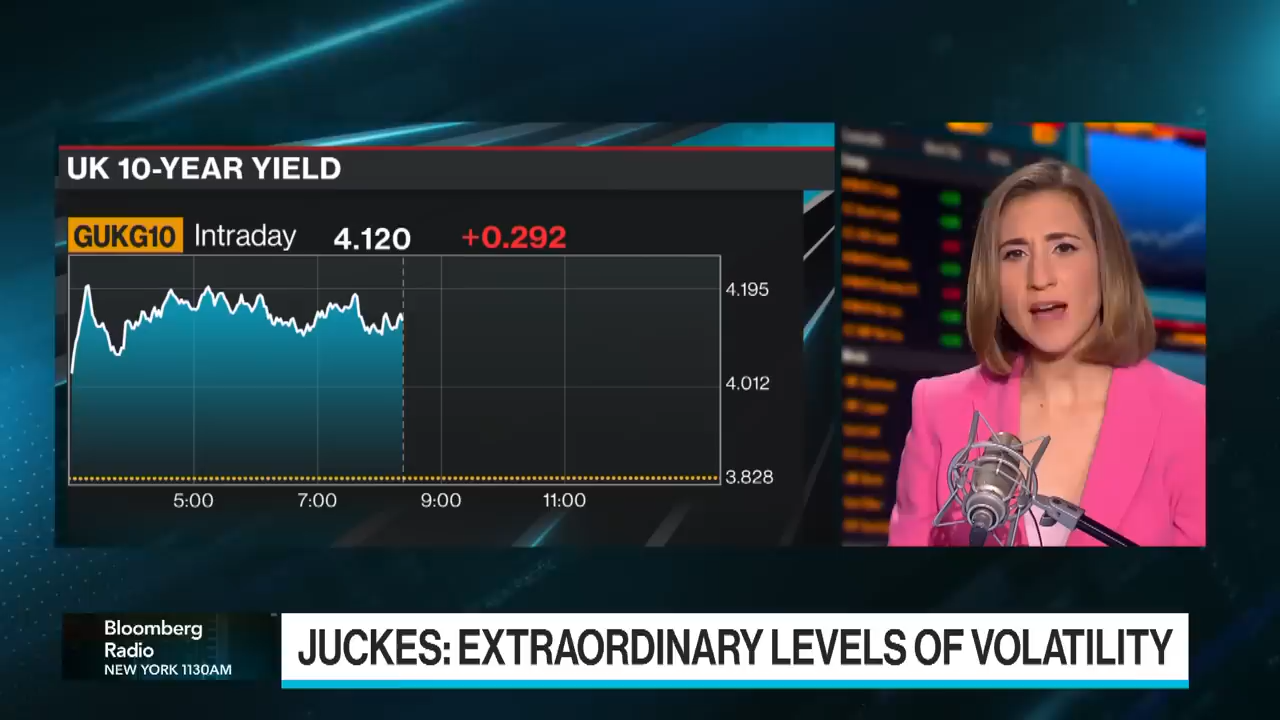 UK 10-YEAR YIELD
GUKG10 Intraday 4.120 +0.292
4.195
4.012
3.828
5:00 7:00 9:00 11:00
Bloomberg
Radio
NEW YORK 1130AM
JUCKES: EXTRAORDINARY LEVELS OF VOLATILITY